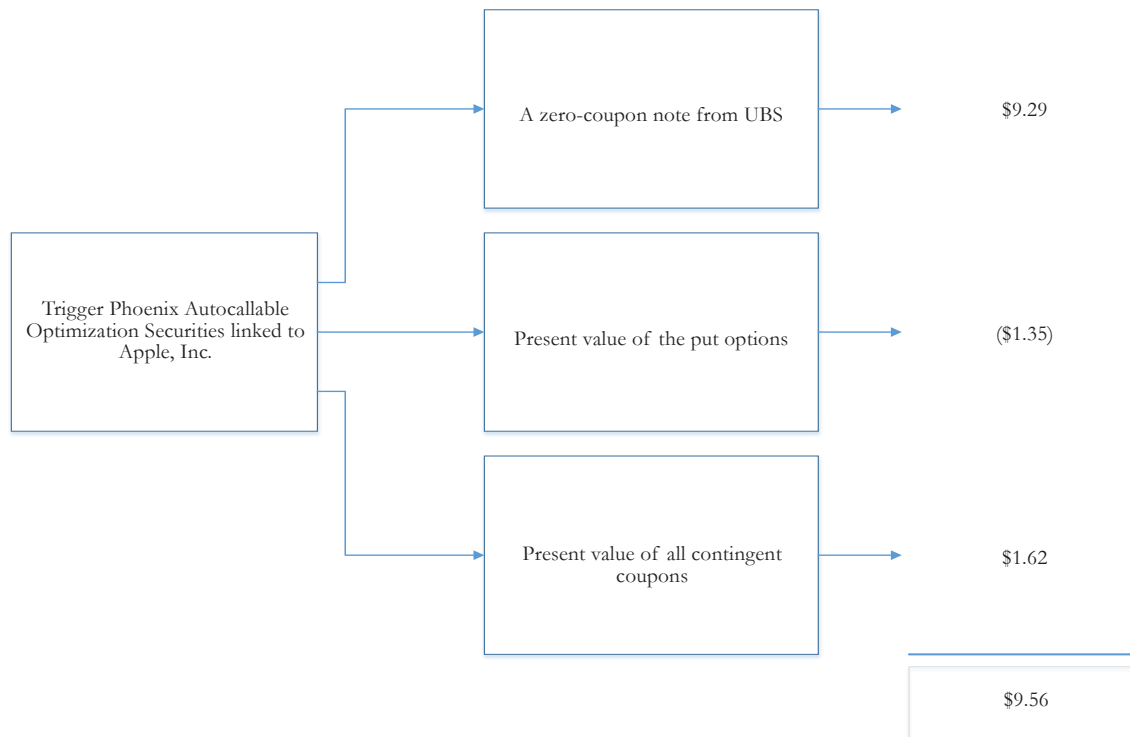 A zero-coupon note from UBS
$9.29
Trigger Phoenix Autocallable
Optimization Securities linked to
Apple, Inc.
Present value of the put options
($1.35)
Present value of all contingent
coupons
$1.62
$9.56